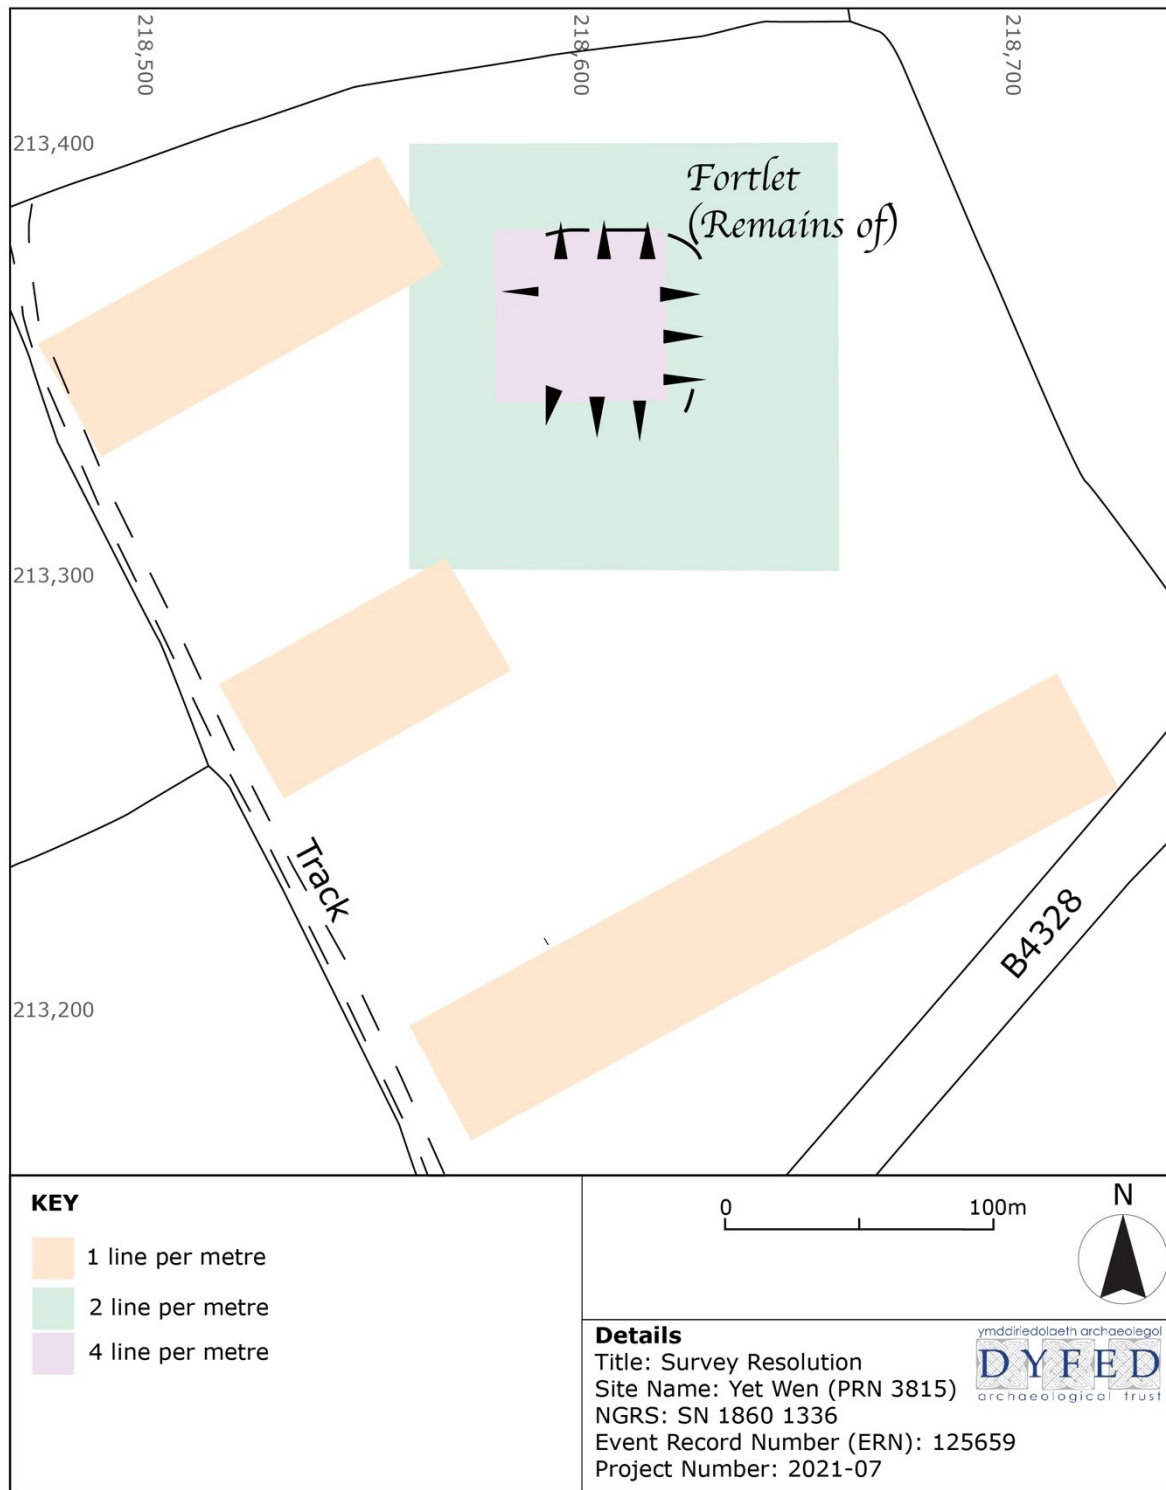 218,500
218,600
218,700
213,400
Fortlet
(Remains of)
213,300
Track
B4328
213,200
KEY
1 line per metre
2 line per metre
4 line per metre
0 100m
N
Details
Title: Survey Resolution
Site Name: Yet Wen (PRN 3815)
NGRS: SN 1860 1336
Event Record Number (ERN): 125659
Project Number: 2021-07
ymddiriedolaeth archaeolegol
DYFED
archaeological trust